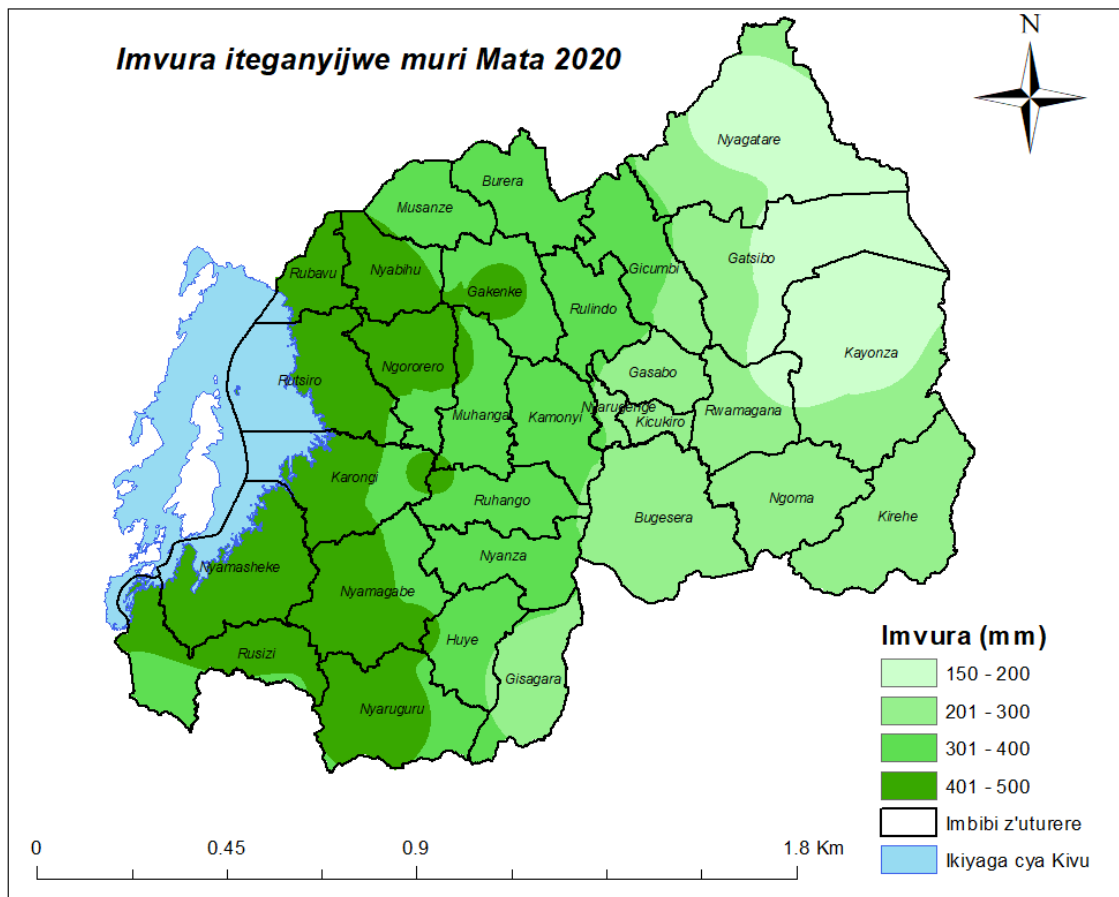 Imvura iteganyijwe muri Mata 2020
N
Nyagatare
Burera
Musanze
Gatsibo
Gicumbi
Nyabihu
Rubavu
Gakenke
Rulindo
Kayonza
Ngororero
Gasabo
Rutsiro
Nyarugenge
Rwamagana
Muhanga
Kamonyi
Kicukiro
Karongi
Ruhango
Ngoma
Bugesera
Kirehe
Nyanza
Nyamasheke
Nyamagabe
Huye
Rusizi
Gisagara
Nyaruguru
Imvura (mm)
150 - 200
201 - 300
301 - 400
401 - 500
Imbibi z'uturere
Ikiyaga cya Kivu
0 0.45 0.9 1.8 Km